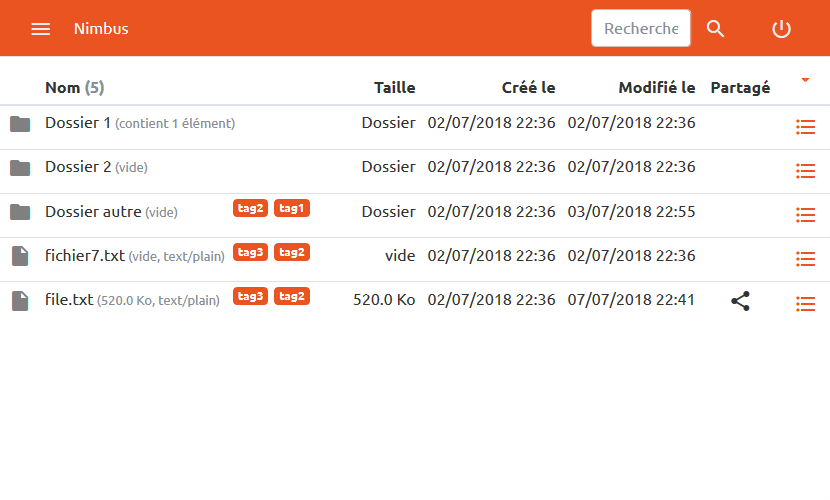 Nimbus Recherche
Nom (5) Taille Créé le Modifié le Partagé
Dossier 1 (contient 1 élément) Dossier 02/07/2018 22:36 02/07/2018 22:36
Dossier 2 (vide) Dossier 02/07/2018 22:36 02/07/2018 22:36
Dossier autre (vide) tag2 tag1 Dossier 02/07/2018 22:36 03/07/2018 22:55
fichier7.txt (vide, text/plain) tag3 tag2 vide 02/07/2018 22:36 02/07/2018 22:36
file.txt (520.0 Ko, text/plain) tag3 tag2 520.0 Ko 02/07/2018 22:36 07/07/2018 22:41